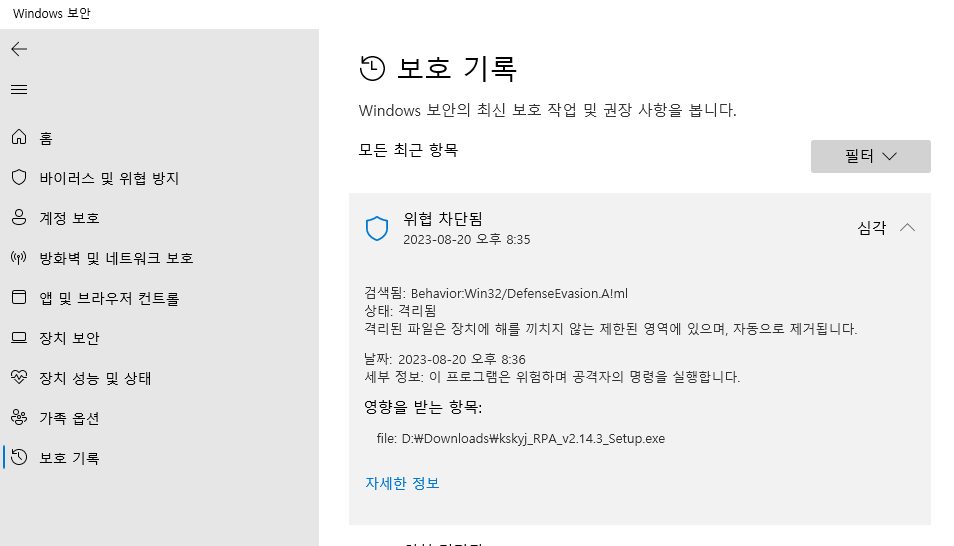 Windows 보안
홈
바이러스 및 위협 방지
계정 보호
방화벽 및 네트워크 보호
앱 및 브라우저 컨트롤
장치 보안
장치 성능 및 상태
가족 옵션
보호 기록
보호 기록
Windows 보안의 최신 보호 작업 및 권장 사항을 봅니다.
모든 최근 항목
필터
위협 차단됨
2023-08-20 오후 8:35
심각
검색됨: Behavior:Win32/DefenseEvasion.A!ml
상태: 격리됨
격리된 파일은 장치에 해를 끼치지 않는 제한된 영역에 있으며, 자동으로 제거됩니다.
날짜: 2023-08-20 오후 8:36
세부 정보: 이 프로그램은 위험하며 공격자의 명령을 실행합니다.
영향을 받는 항목:
file: D:₩Downloads₩kskyj_RPA_v2.14.3_Setup.exe
자세한 정보